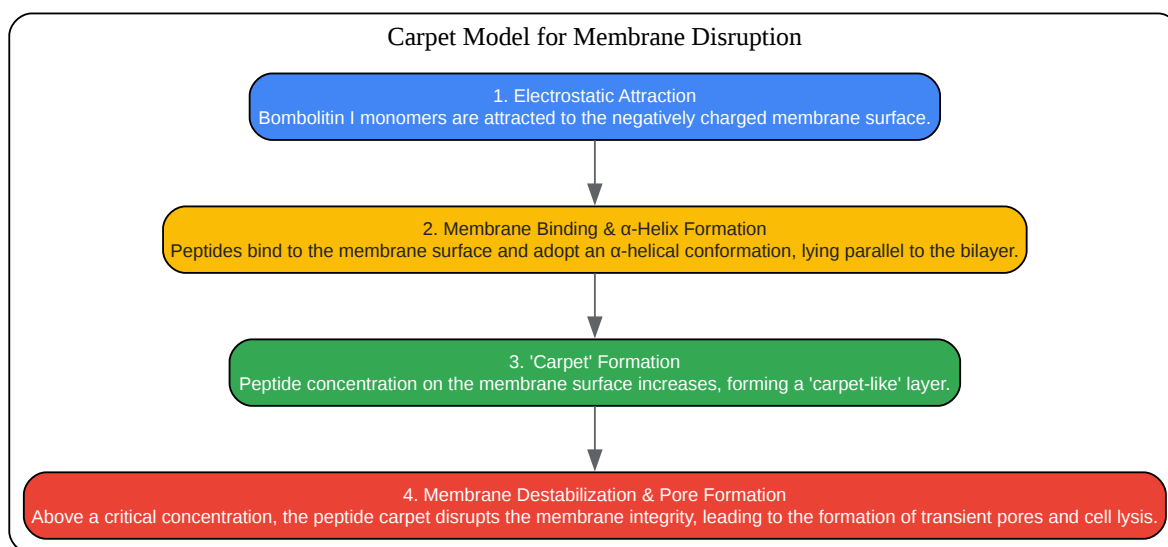 Carpet Model for Membrane Disruption
1. Electrostatic Attraction
Bombolitin I monomers are attracted to the negatively charged membrane surface.
2. Membrane Binding & α-Helix Formation
Peptides bind to the membrane surface and adopt an α-helical conformation, lying parallel to the bilayer.
3. 'Carpet' Formation
Peptide concentration on the membrane surface increases, forming a 'carpet-like' layer.
4. Membrane Destabilization & Pore Formation
Above a critical concentration, the peptide carpet disrupts the membrane integrity, leading to the formation of transient pores and cell lysis.